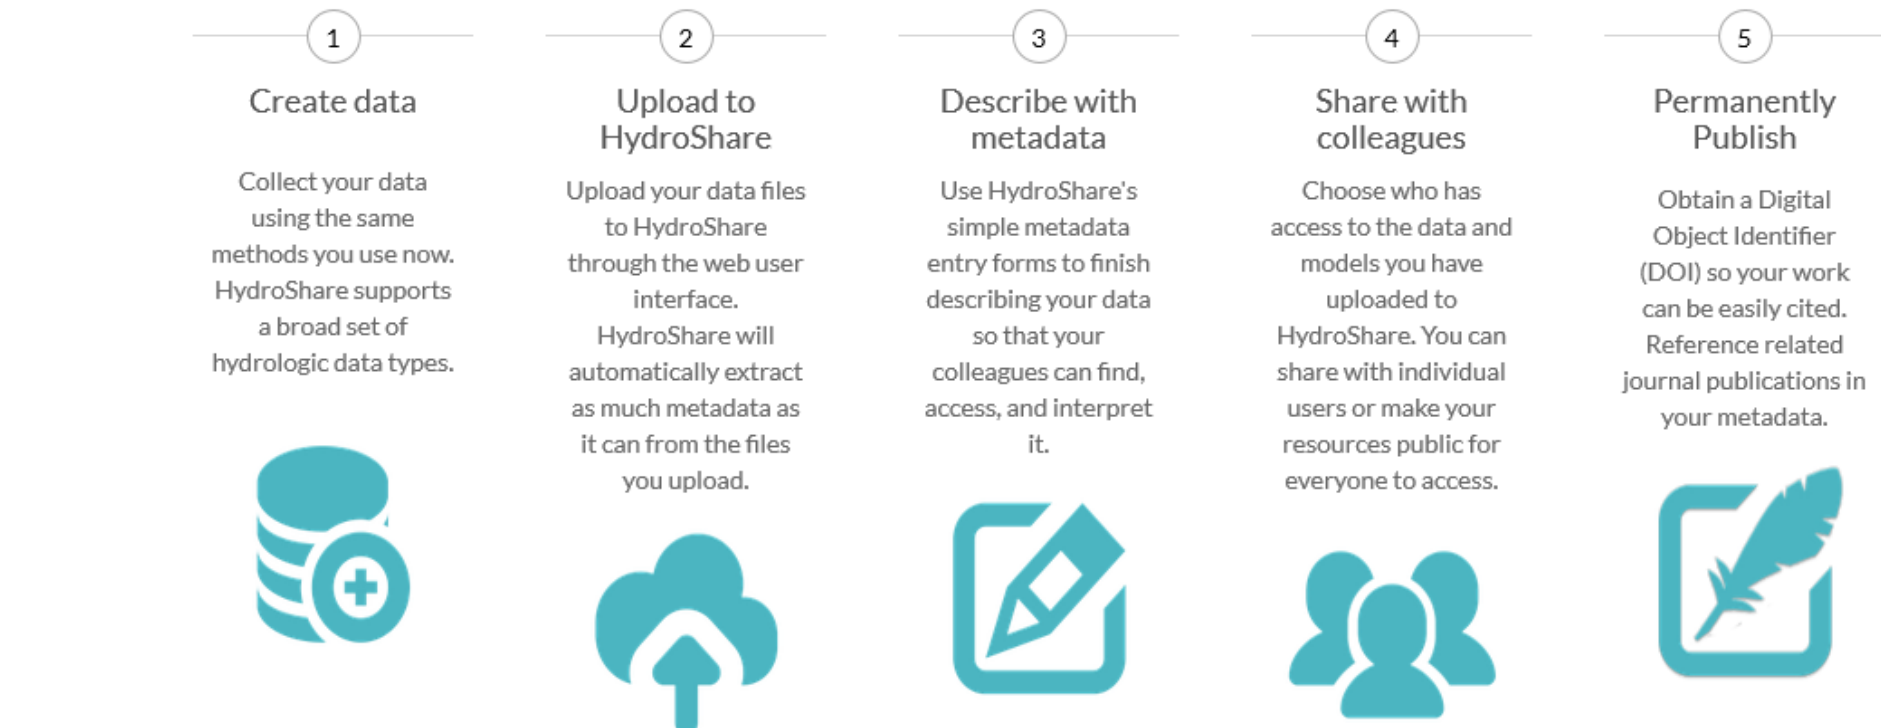 1
Create data
Collect your data
using the same
methods you use now.
HydroShare supports
a broad set of
hydrologic data types.
2
Upload to
HydroShare
Upload your data files
to HydroShare
through the web user
interface.
HydroShare will
automatically extract
as much metadata as
it can from the files
you upload.
3
Describe with
metadata
Use HydroShare's
simple metadata
entry forms to finish
describing your data
so that your
colleagues can find,
access, and interpret
it.
4
Share with
colleagues
Choose who has
access to the data and
models you have
uploaded to
HydroShare. You can
share with individual
users or make your
resources public for
everyone to access.
5
Permanently
Publish
Obtain a Digital
Object Identifier
(DOI) so your work
can be easily cited.
Reference related
journal publications in
your metadata.